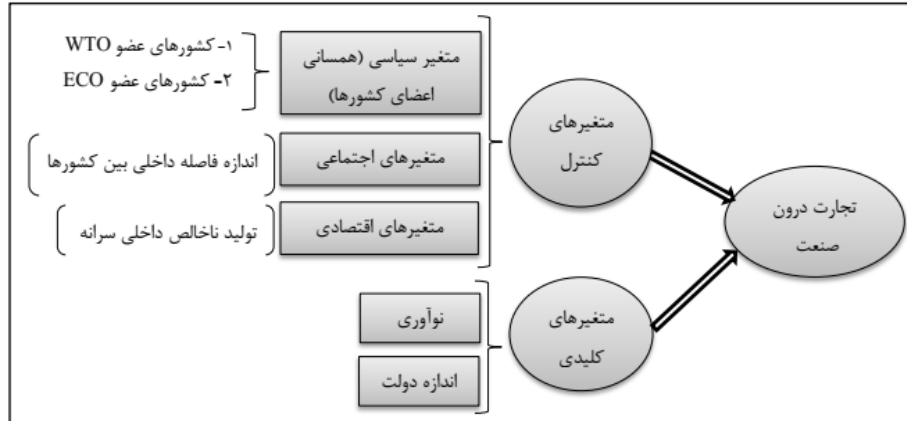 تجارت درون
صنعت
متغیرهای
کنترل
متغیر سیاسی (همسانی
اعضای کشورها)
۱- کشورهای عضو WTO
۲- کشورهای عضو ECO
متغیرهای اجتماعی
اندازه فاصله داخلی بین کشورها
متغیرهای اقتصادی
تولید ناخالص داخلی سرانه
متغیرهای
کلیدی
نوآوری
اندازه دولت